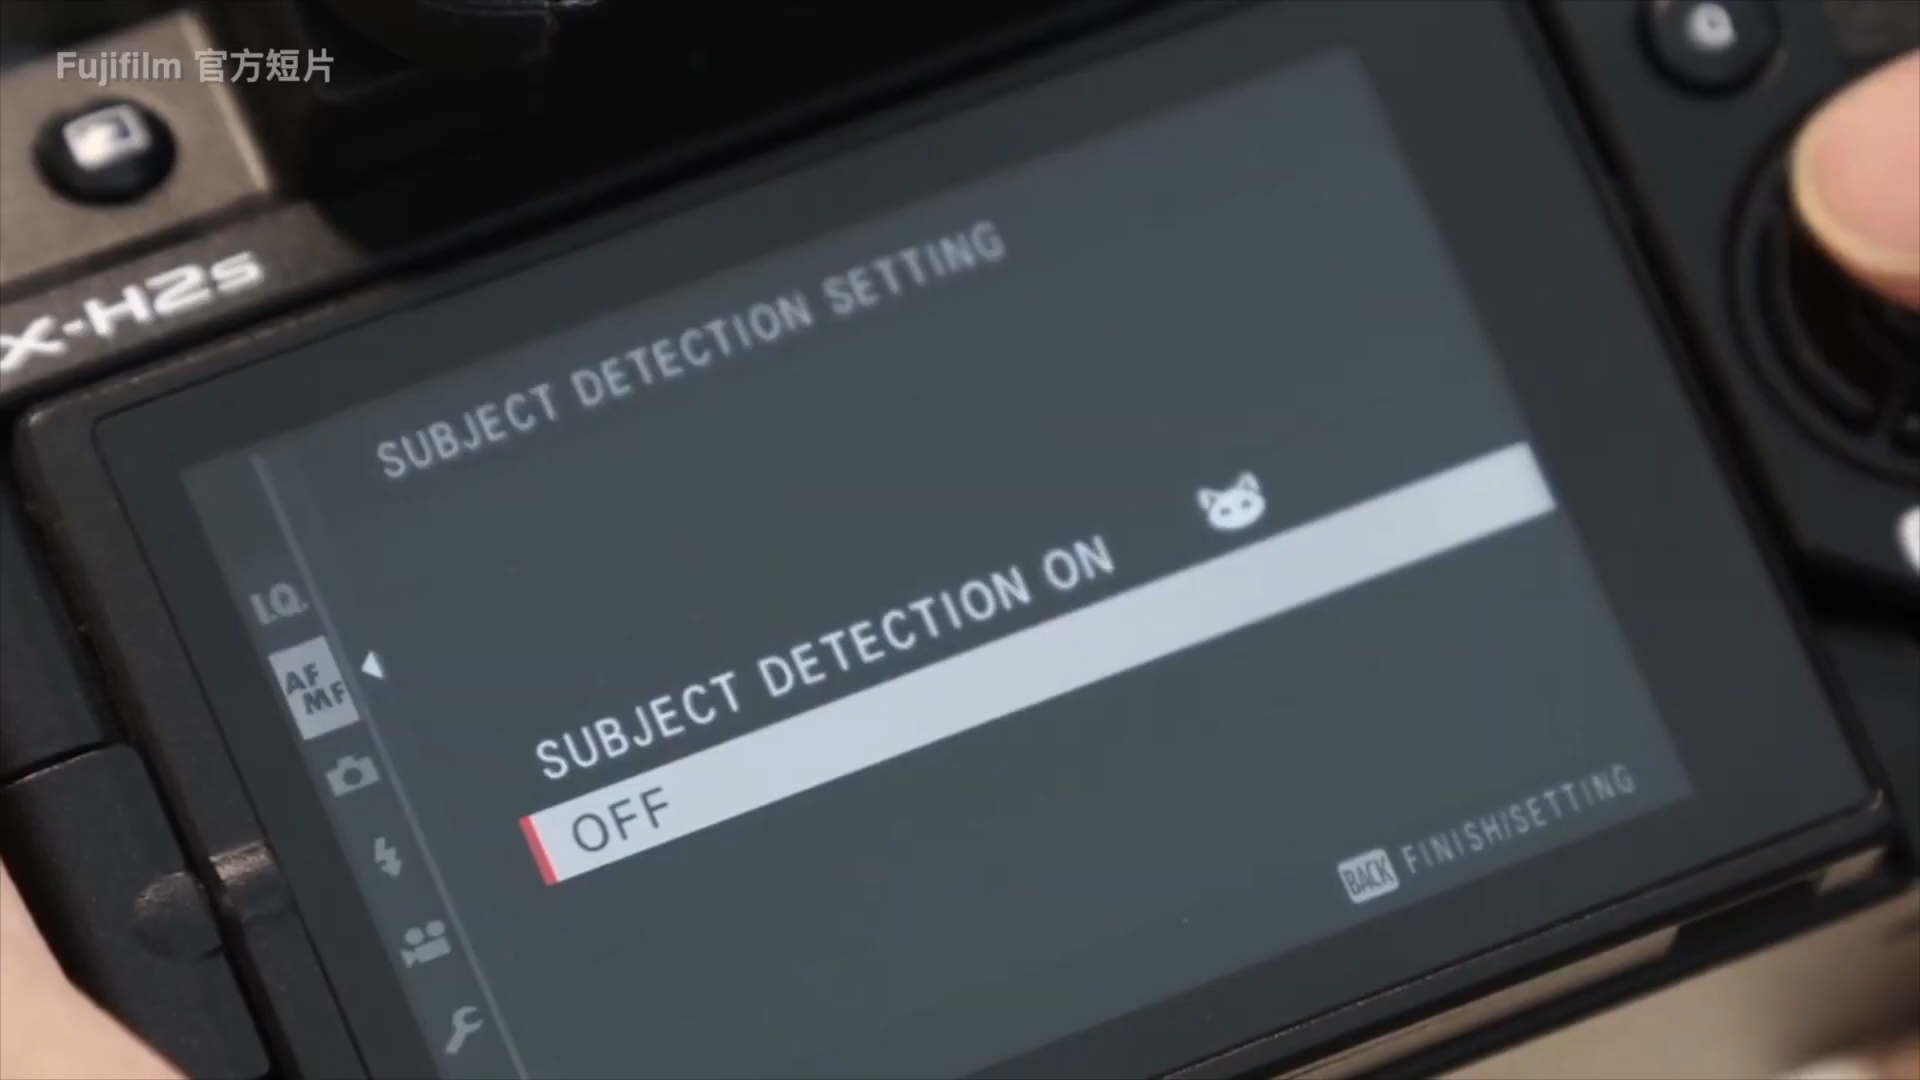 Fujifilm 官方短片
X-H2s
SUBJECT DETECTION SETTING
I.Q.
AF
MF
SUBJECT DETECTION ON
OFF
BACK FINISH/SETTING